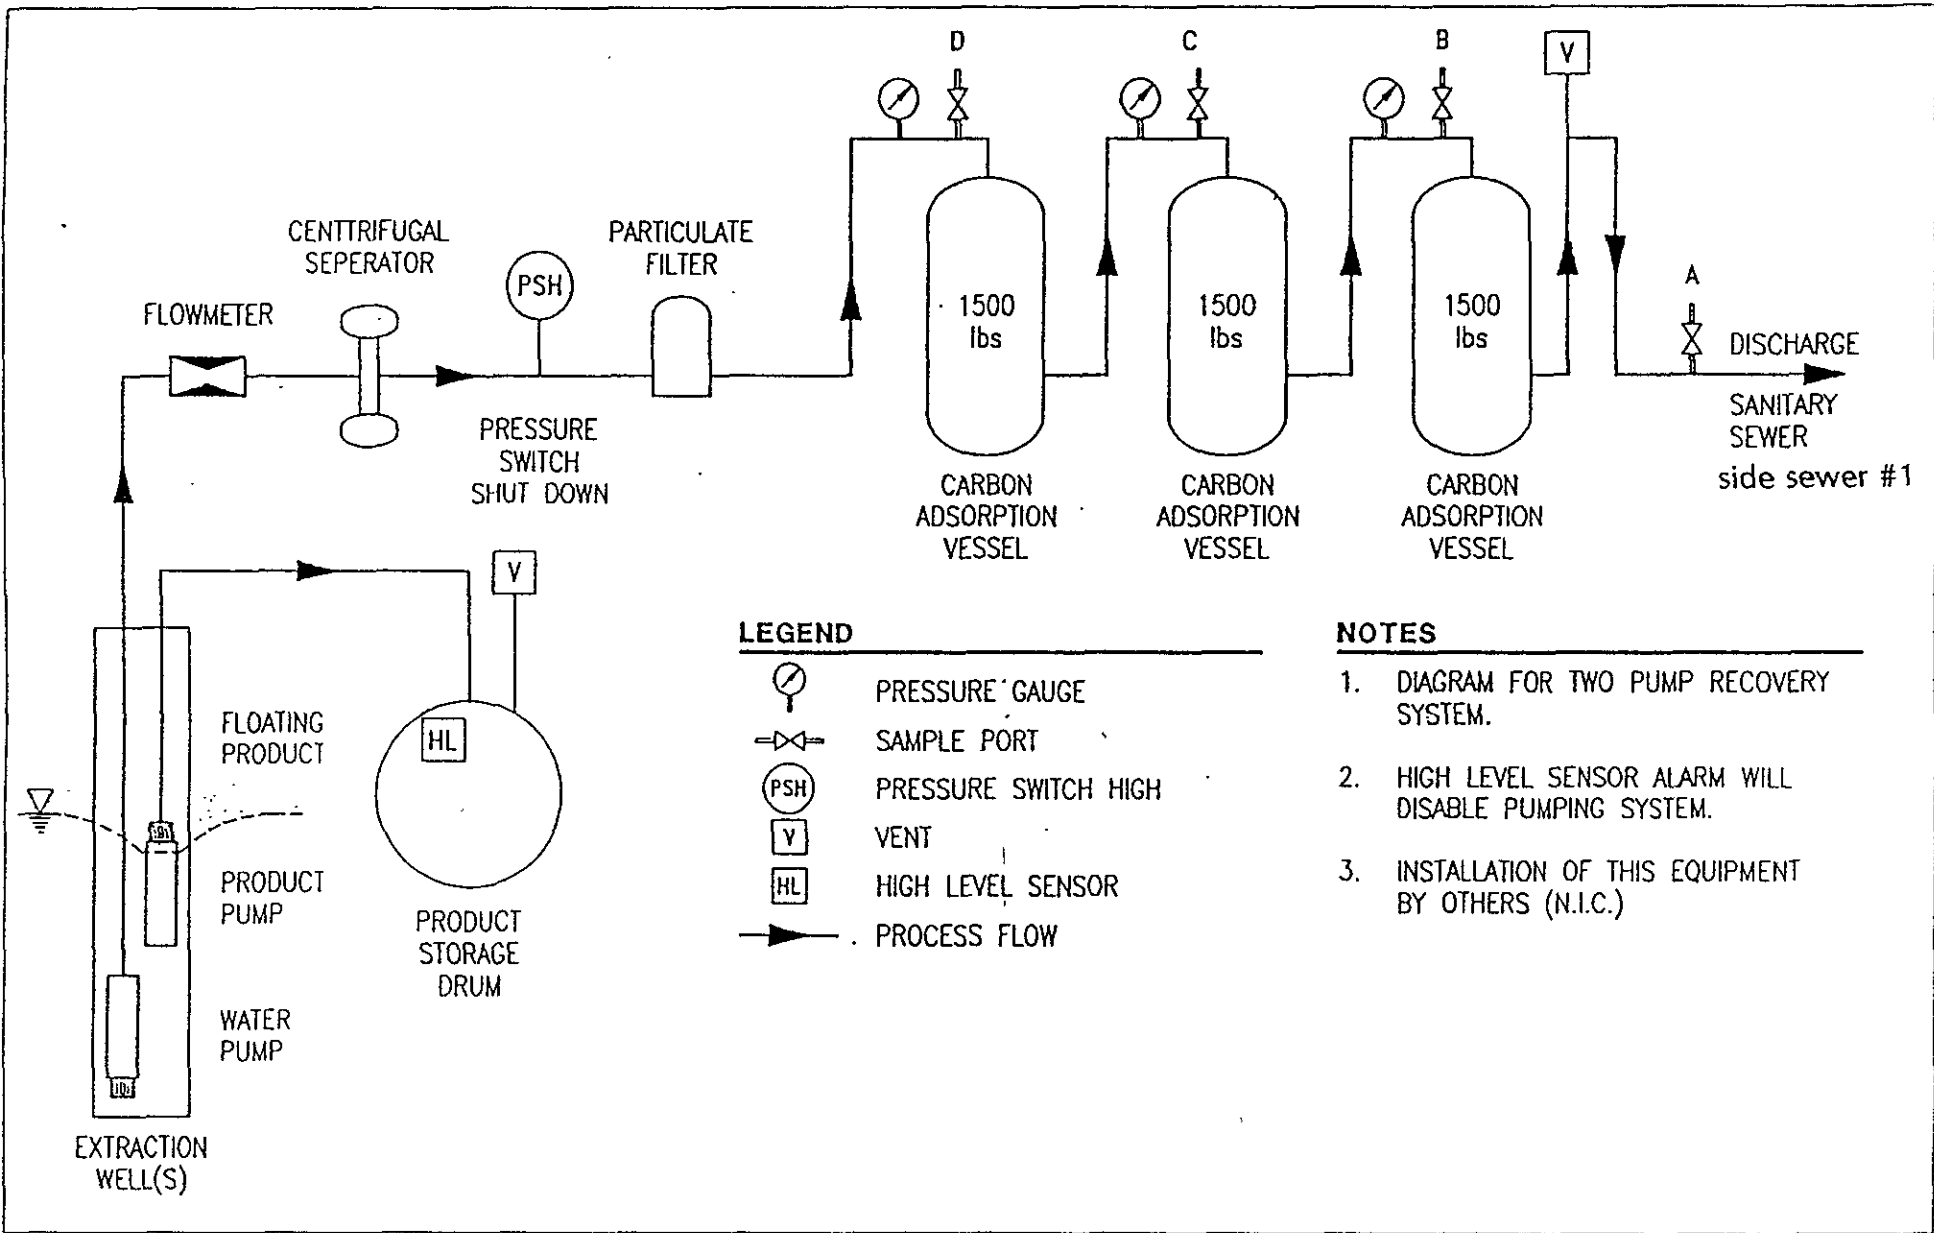 D
C
B
V
CENTTRIFUGAL
SEPERATOR
PSH
PARTICULATE
FILTER
FLOWMETER
1500
lbs
1500
lbs
1500
lbs
A
DISCHARGE
SANITARY
SEWER
side sewer #1
PRESSURE
SWITCH
SHUT DOWN
CARBON
ADSORPTION
VESSEL
CARBON
ADSORPTION
VESSEL
CARBON
ADSORPTION
VESSEL
V
FLOATING
PRODUCT
HL
PRODUCT
PUMP
PRODUCT
STORAGE
DRUM
WATER
PUMP
EXTRACTION
WELL(S)
LEGEND
PRESSURE GAUGE
SAMPLE PORT
PSH PRESSURE SWITCH HIGH
V VENT
HL HIGH LEVEL SENSOR
PROCESS FLOW
NOTES
1. DIAGRAM FOR TWO PUMP RECOVERY
SYSTEM.
2. HIGH LEVEL SENSOR ALARM WILL
DISABLE PUMPING SYSTEM.
3. INSTALLATION OF THIS EQUIPMENT
BY OTHERS (N.I.C.)